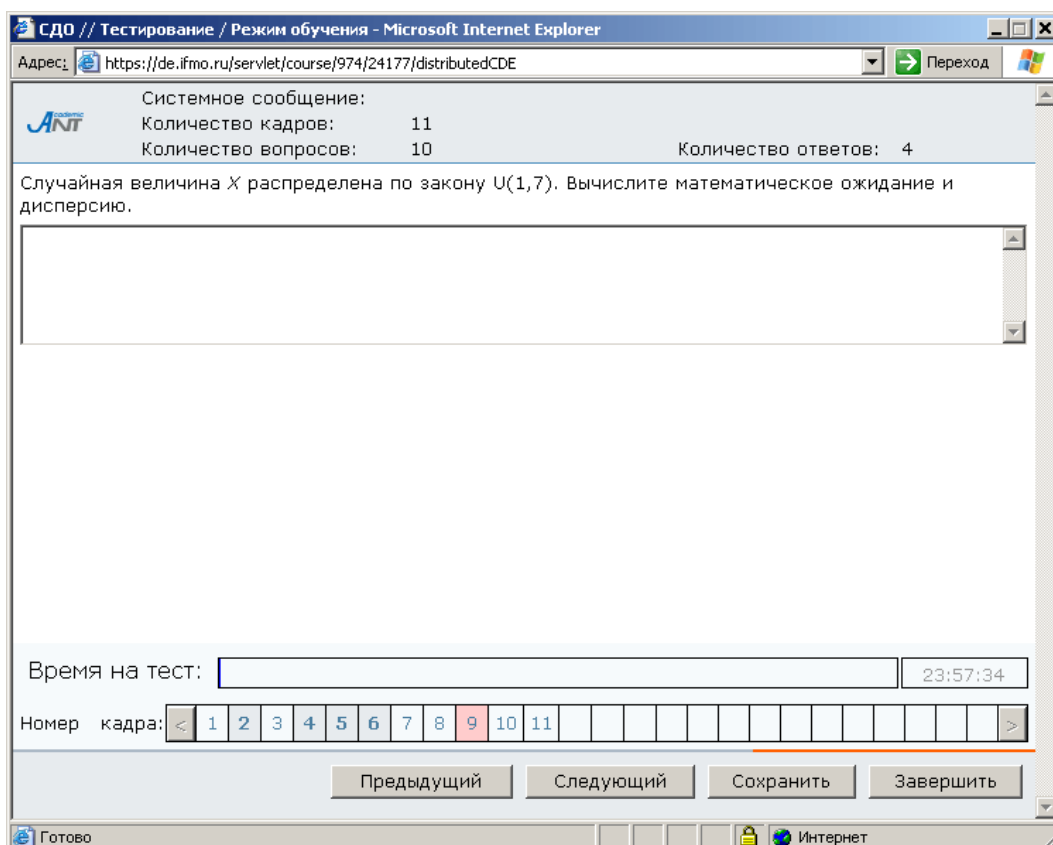 СДО // Тестирование / Режим обучения - Microsoft Internet Explorer
Адрес: https://de.ifmo.ru/servlet/course/974/24177/distributedCDE Переход
Academic ANT
Системное сообщение:
Количество кадров: 11
Количество вопросов: 10 Количество ответов: 4
Случайная величина X распределена по закону U(1,7). Вычислите математическое ожидание и
дисперсию.
Время на тест: 23:57:34
Номер кадра: < 1 2 3 4 5 6 7 8 9 10 11 >
Предыдущий Следующий Сохранить Завершить
Готово Интернет